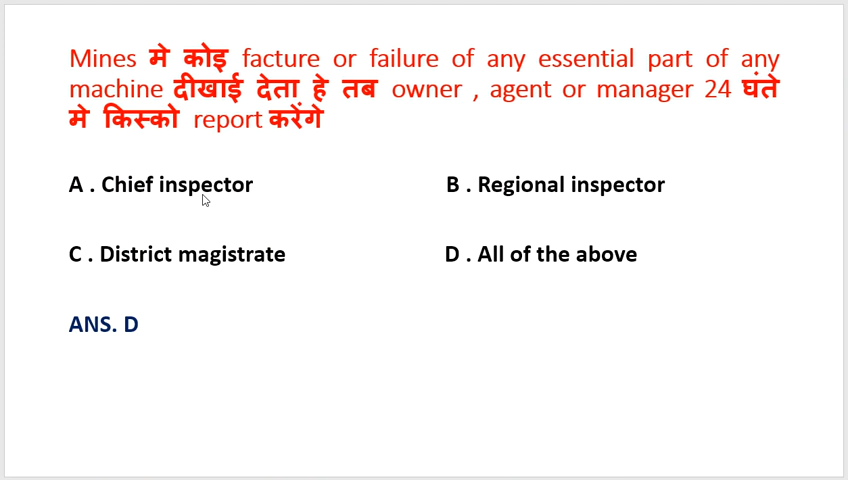 Mines मे कोइ facture or failure of any essential part of any
machine दीखाई देता हे तब owner , agent or manager 24 घंते
मे किस्को report करेंगे
A . Chief inspector B . Regional inspector
C . District magistrate D . All of the above
ANS. D